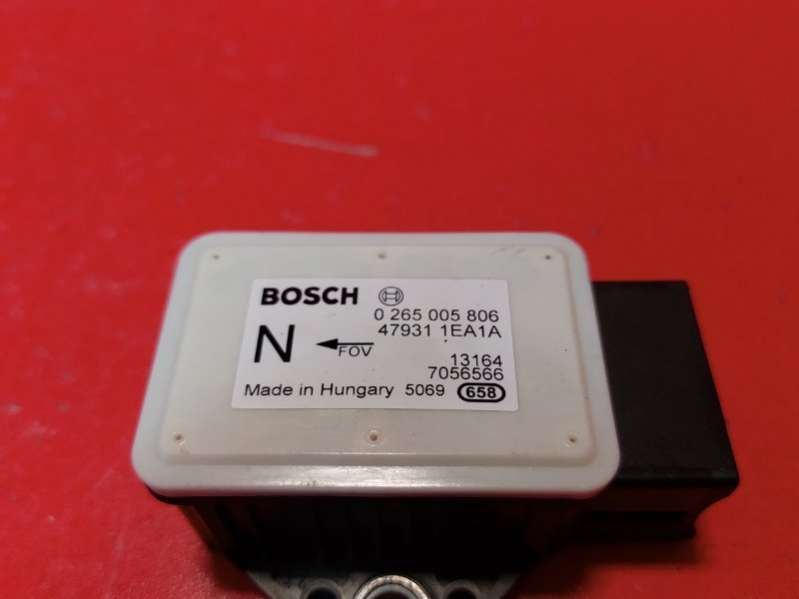 BOSCH
0 265 005 806
47931 1EA1A
N
FOV
13164
7056566
Made in Hungary 5069 658